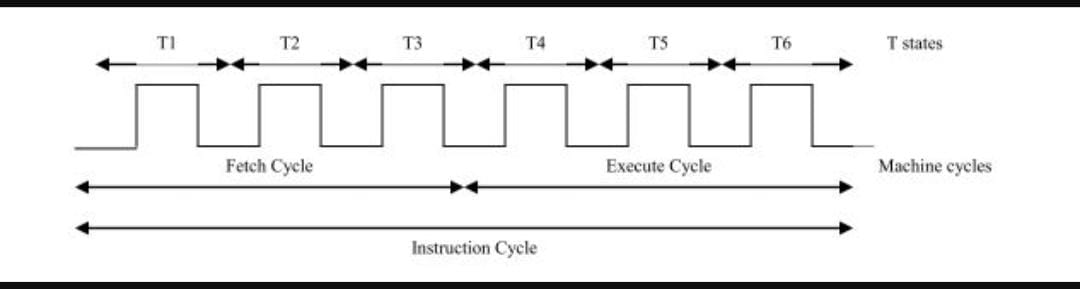 T1 T2 T3 T4 T5 T6 T states
Fetch Cycle Execute Cycle Machine cycles
Instruction Cycle